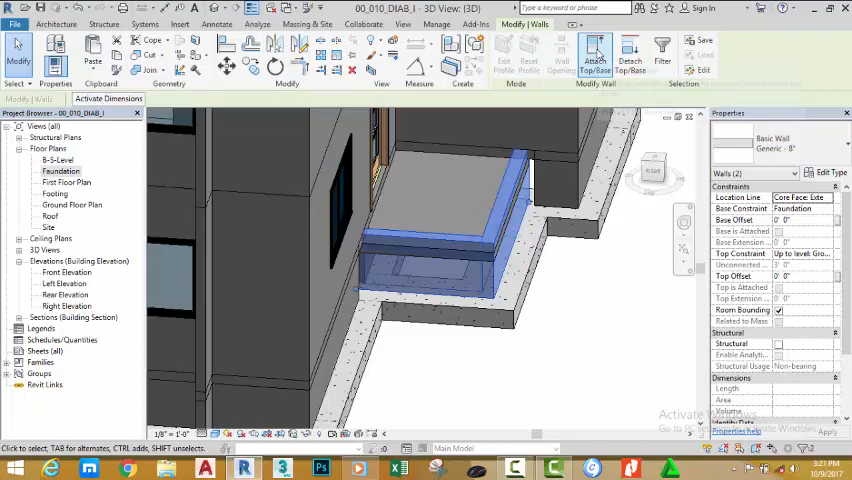 00_010_DIAB_I - 3D View: {3D}
Type a keyword or phrase
Sign In
File Architecture Structure Systems Insert Annotate Analyze Massing & Site Collaborate View Manage Add-Ins Modify | Walls
Modify
Paste
Cope
Cut
Join
Edit Profile
Reset Profile
Wall Opening
Attach Top/Base
Detach Top/Base
Filter
Save
Load
Edit
Select Properties Clipboard Geometry Modify View Measure Create Mode Modify Wall Selection
Modify | Walls Activate Dimensions
Project Browser - 00_010_DIAB_I
Views (all)
Structural Plans
Floor Plans
B-S-Level
Foundation
First Floor Plan
Footing
Ground Floor Plan
Roof
Site
Ceiling Plans
3D Views
Elevations (Building Elevation)
Front Elevation
Left Elevation
Rear Elevation
Right Elevation
Sections (Building Section)
Legends
Schedules/Quantities
Sheets (all)
Families
Groups
Revit Links
RIGHT
Properties
Basic Wall
Generic - 8"
Walls (2)
Edit Type
Constraints
Location Line Core Face: Exte
Base Constraint Foundation
Base Offset 0' 0"
Base is Attached
Base Extension
Top Constraint Up to level: Gro...
Unconnected 3' 0"
Top Offset 0' 0"
Top is Attached
Top Extension
Room Bounding
Related to Mass
Structural
Structural
Enable Analyti...
Structural Usage Non-bearing
Dimensions
Length
Area
Volume
Identity Data
Properties help
Apply
Activate Windows
Go to PC settings to activate Windows.
1/8" = 1'-0"
Click to select, TAB for alternates, CTRL adds, SHIFT unselects.
:0
Main Model
:2
3:21 PM
10/9/2017